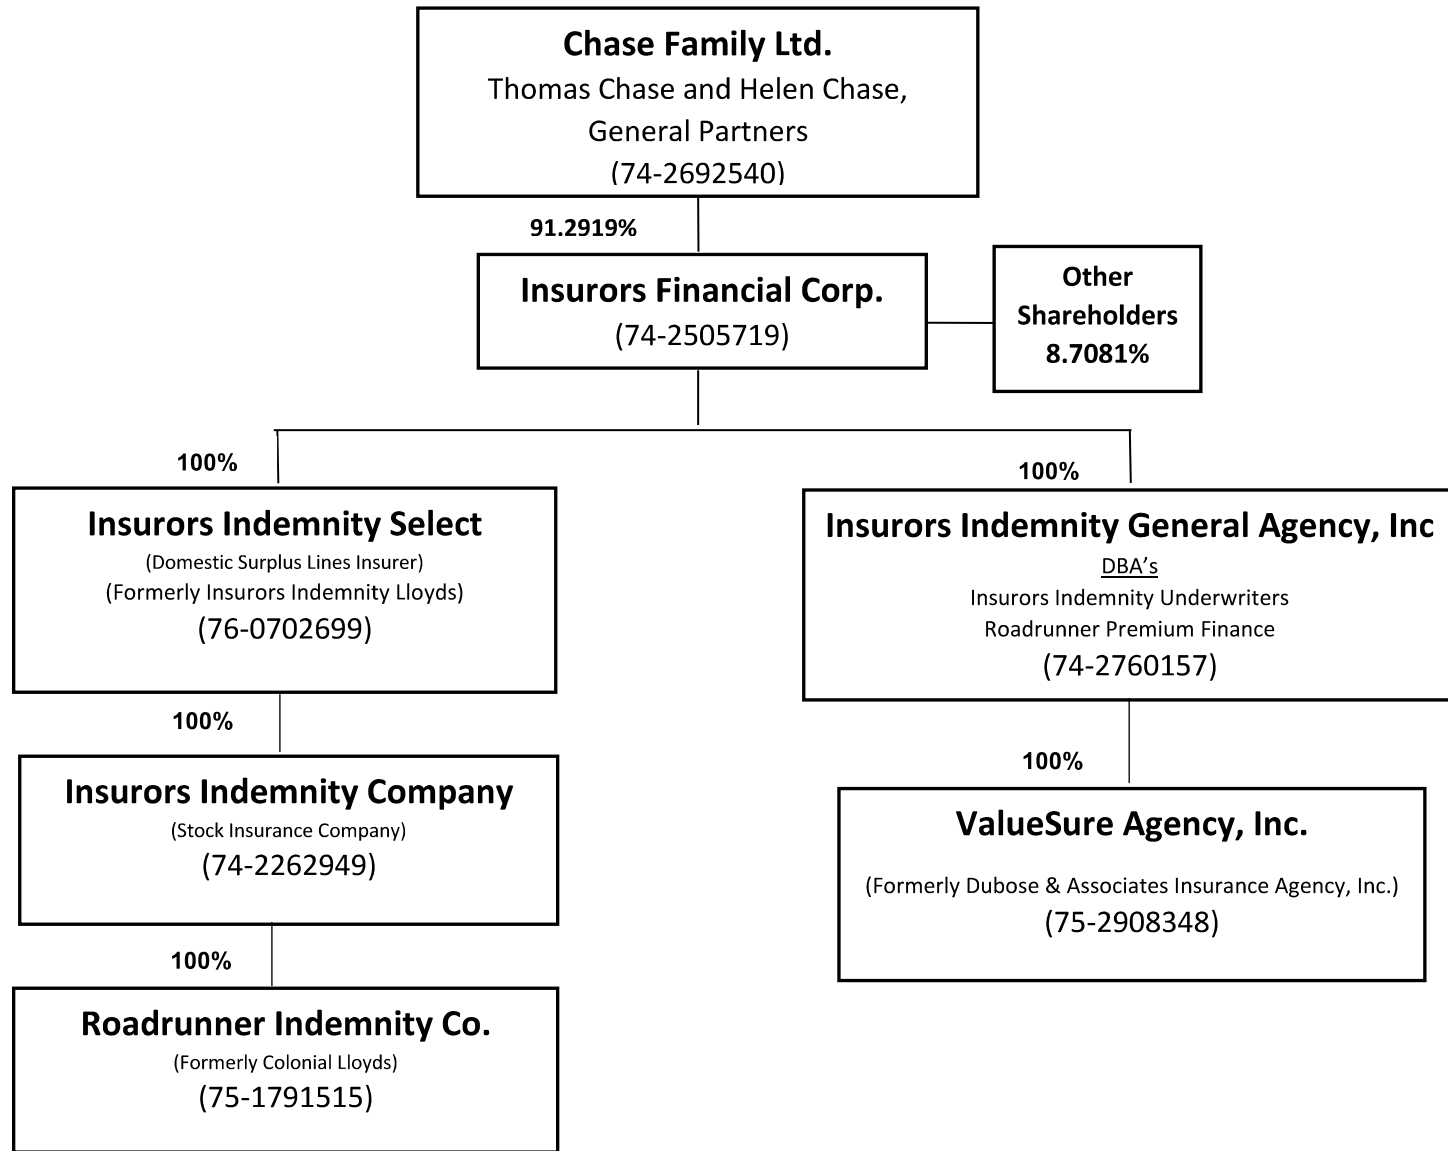 Chase Family Ltd.
Thomas Chase and Helen Chase,
General Partners
(74-2692540)
91.2919%
Insurors Financial Corp.
(74-2505719)
Other
Shareholders
8.7081%
100%
Insurors Indemnity Select
(Domestic Surplus Lines Insurer)
(Formerly Insurors Indemnity Lloyds)
(76-0702699)
100%
Insurors Indemnity Company
(Stock Insurance Company)
(74-2262949)
100%
Roadrunner Indemnity Co.
(Formerly Colonial Lloyds)
(75-1791515)
100%
Insurors Indemnity General Agency, Inc
DBA’s
Insurors Indemnity Underwriters
Roadrunner Premium Finance
(74-2760157)
100%
ValueSure Agency, Inc.
(Formerly Dubose & Associates Insurance Agency, Inc.)
(75-2908348)